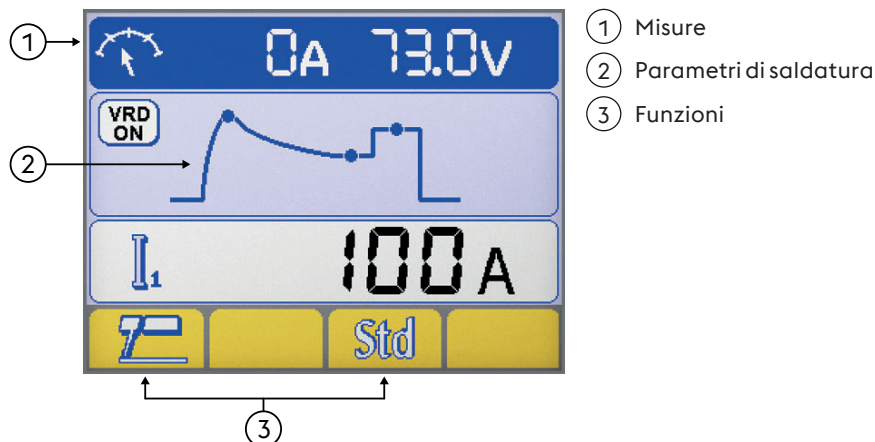 1 0A 73.0V 1 Misure
2 Parametri di saldatura
VRD
ON
3 Funzioni
2
I1 100A
Std
3